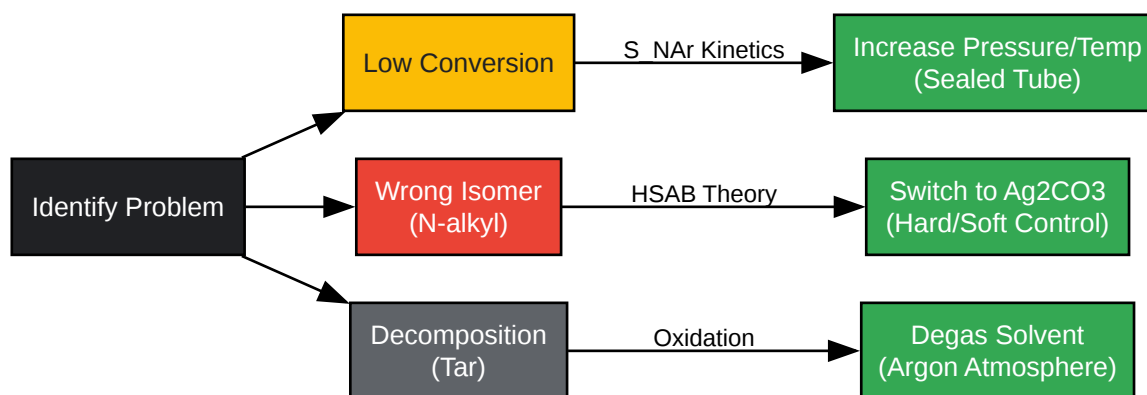 Low Conversion
S_NAr Kinetics
Increase Pressure/Temp
(Sealed Tube)
Identify Problem
Wrong Isomer
(N-alkyl)
HSAB Theory
Switch to Ag2CO3
(Hard/Soft Control)
Decomposition
(Tar)
Oxidation
Degas Solvent
(Argon Atmosphere)